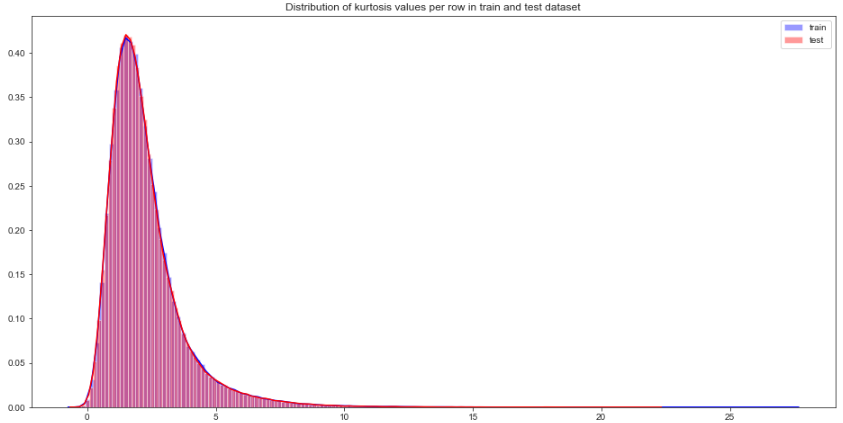 Distribution of kurtosis values per row in train and test dataset
train
test
0.40
0.35
0.30
0.25
0.20
0.15
0.10
0.05
0.00
0 5 10 15 20 25